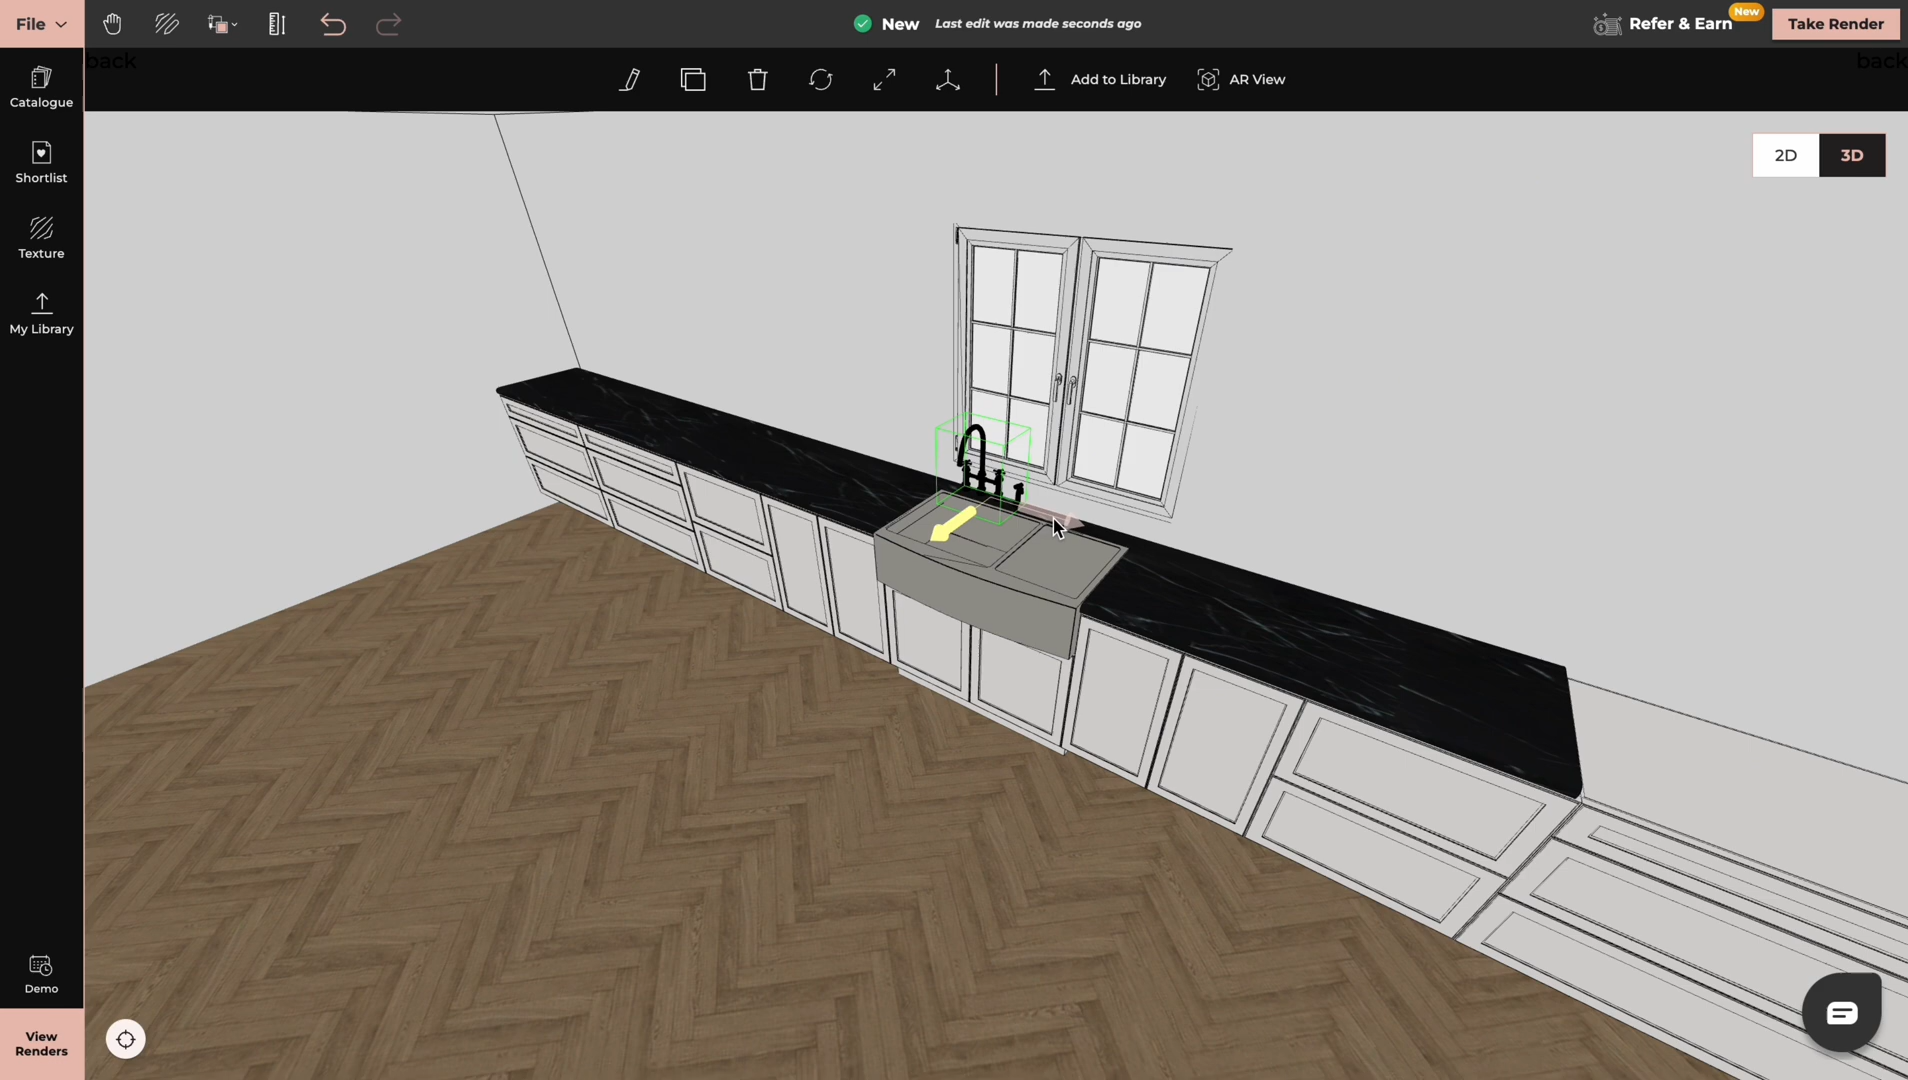 File
New
Last edit was made seconds ago
Refer & Earn
New
Take Render
back
back
Add to Library
AR View
Catalogue
Shortlist
Texture
My Library
2D
3D
Demo
View
Renders